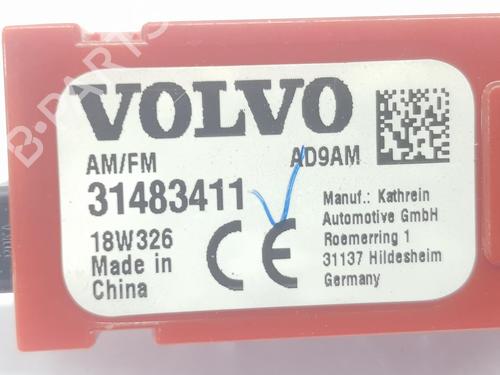 VOLVO
AM/FM AD9AM
31483411
18W326
Made in
China
CE
Manuf.: Kathrein
Automotive GmbH
Roemerring 1
31137 Hildesheim
Germany
B-PARTS